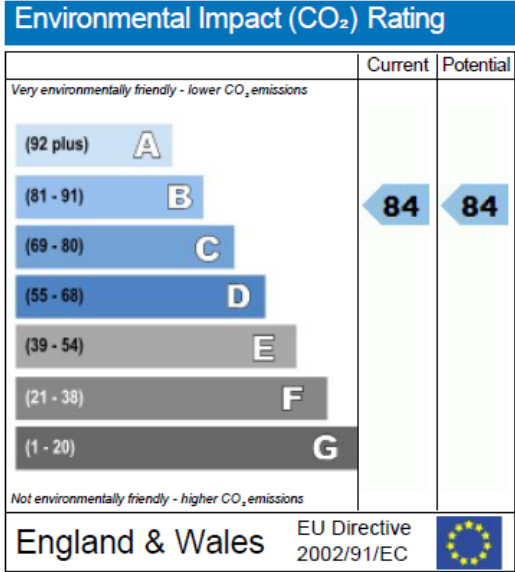 Environmental Impact (CO₂) Rating
Current Potential
Very environmentally friendly - lower CO₂ emissions
(92 plus) A
(81 - 91) B
84 84
(69 - 80) C
(55 - 68) D
(39 - 54) E
(21 - 38) F
(1 - 20) G
Not environmentally friendly - higher CO₂ emissions
England & Wales
EU Directive
2002/91/EC